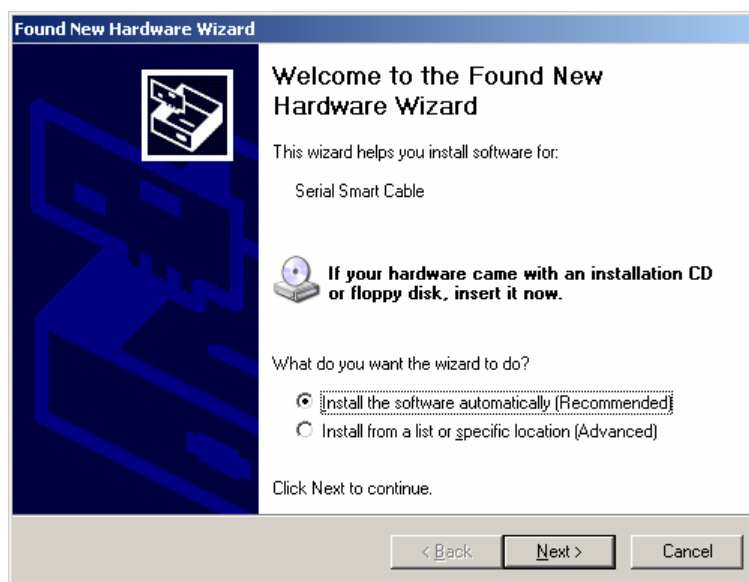 Found New Hardware Wizard
Welcome to the Found New
Hardware Wizard
This wizard helps you install software for:
Serial Smart Cable
If your hardware came with an installation CD
or floppy disk, insert it now.
What do you want the wizard to do?
Install the software automatically (Recommended)
Install from a list or specific location (Advanced)
Click Next to continue.
< Back
Next >
Cancel